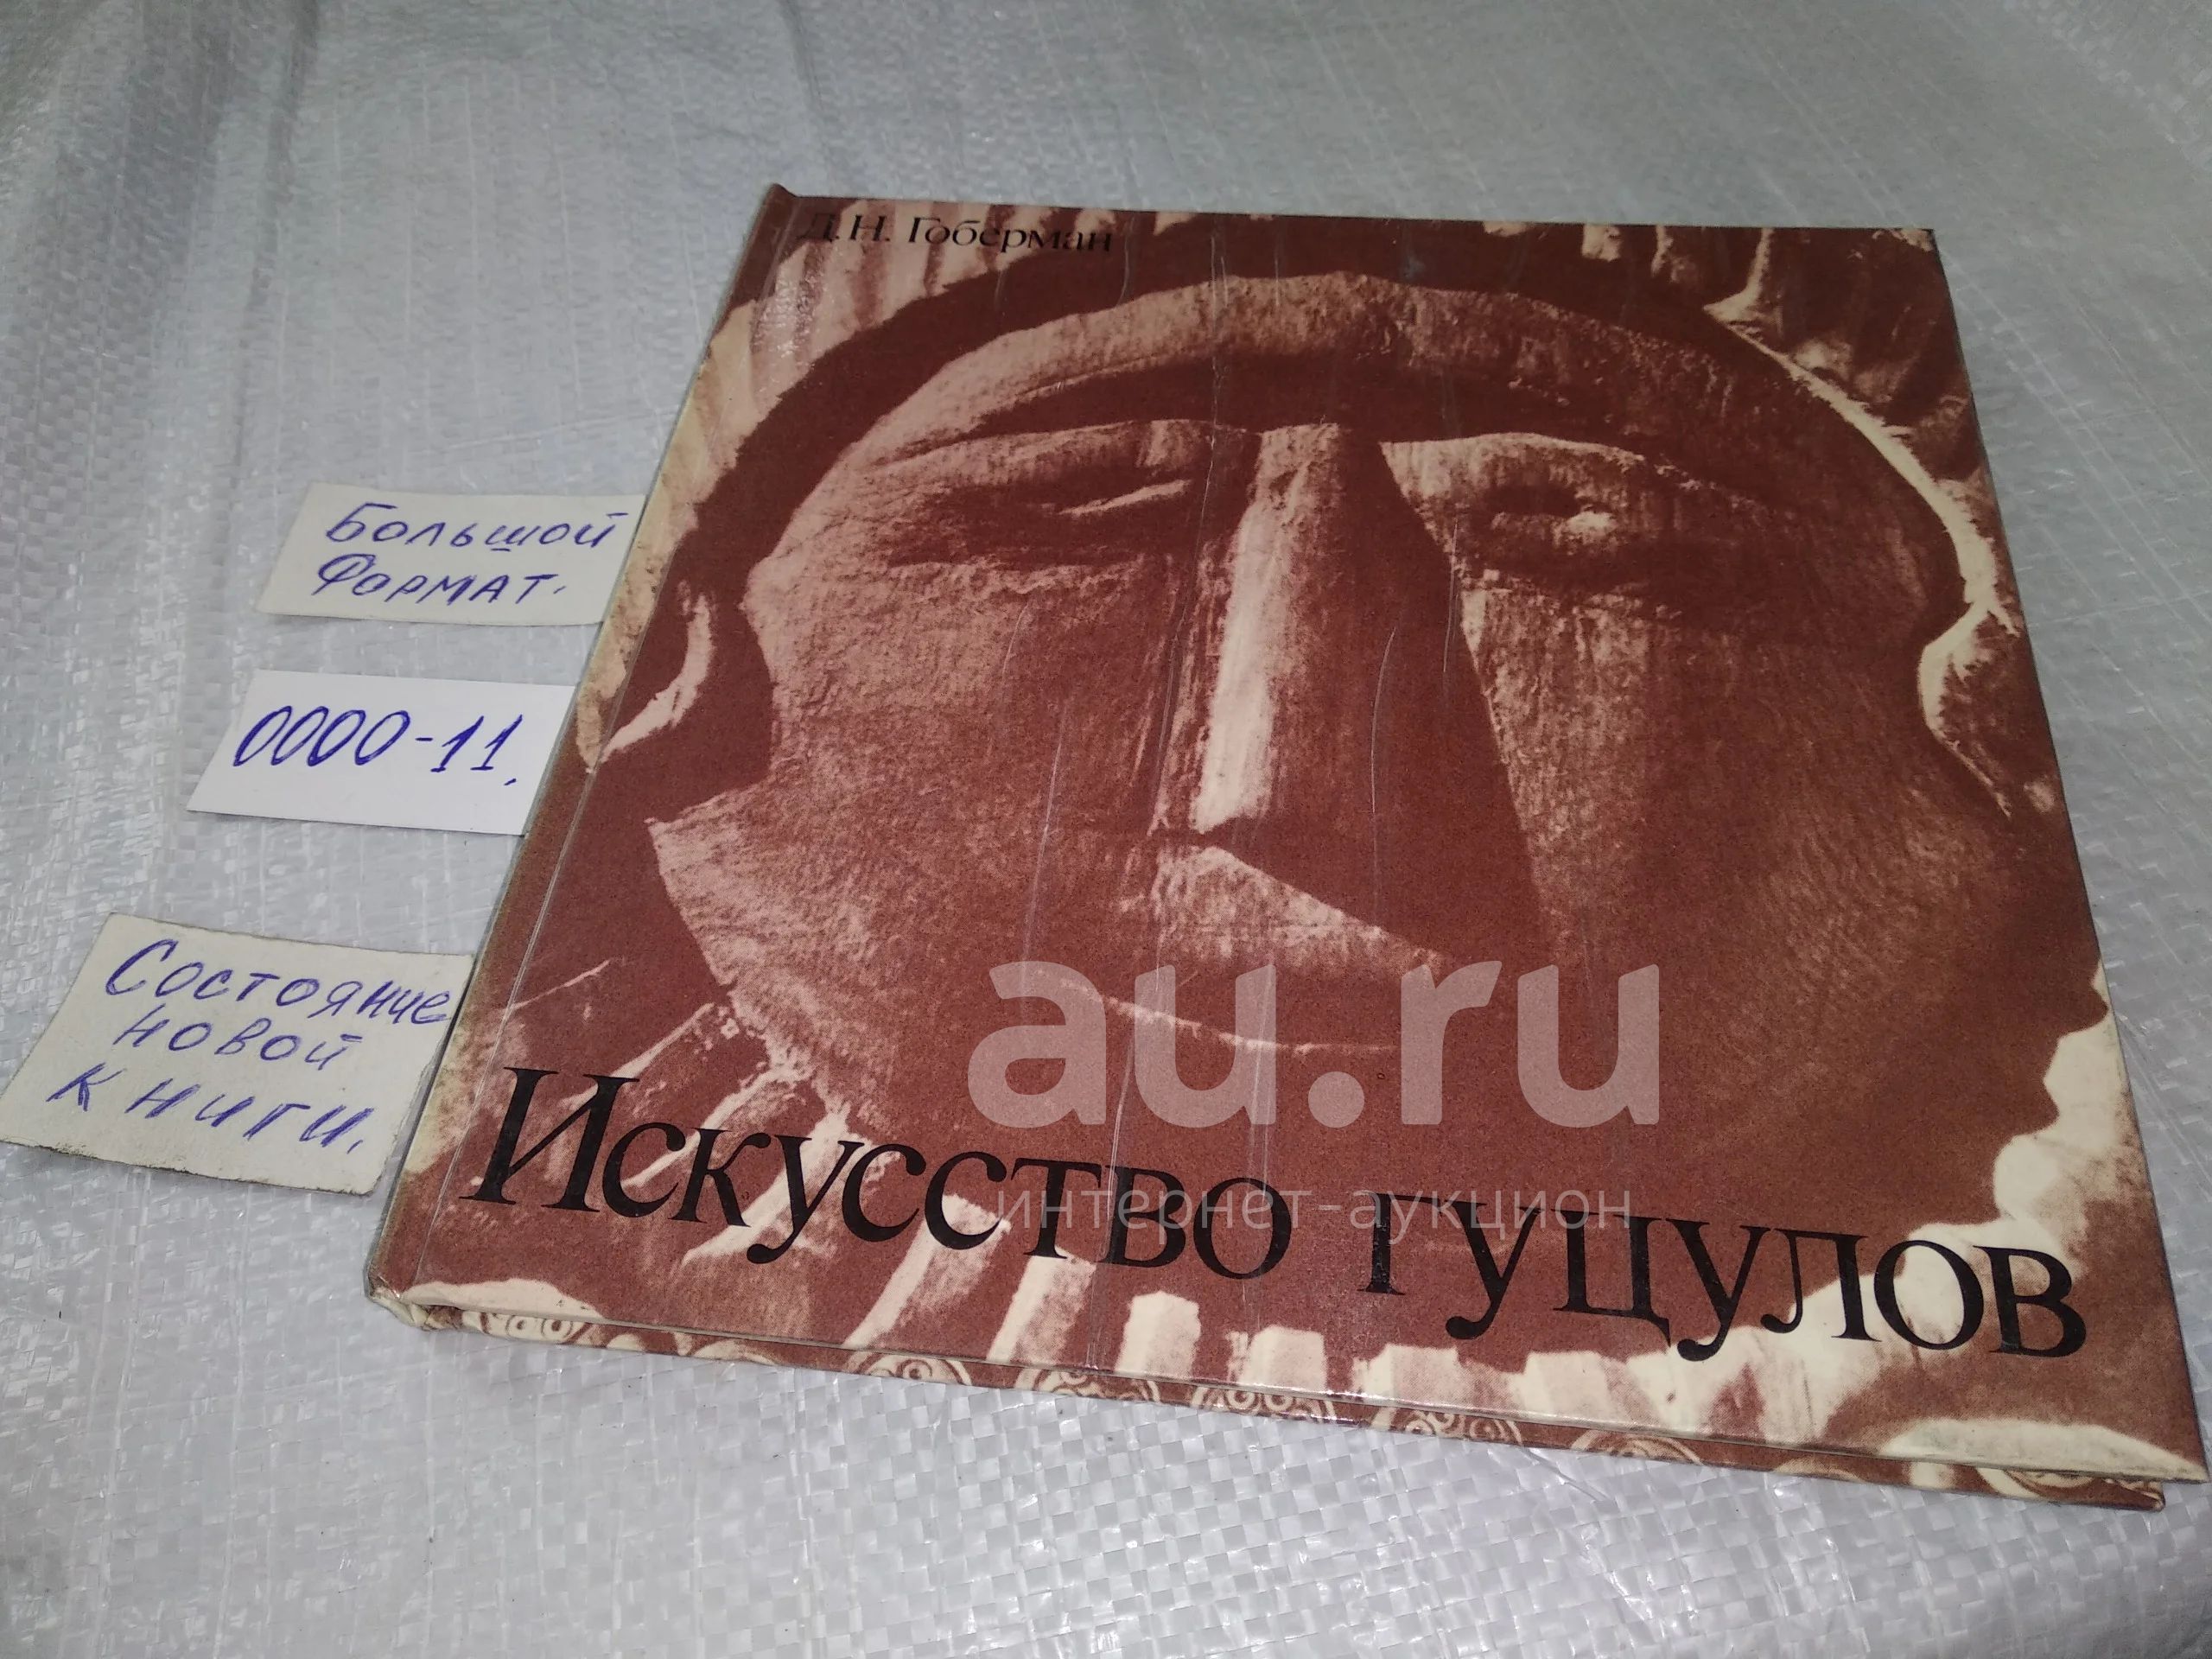 Д.Н. Гоберман
Большой
Формат.
0000-11.
Состояние
новой
книги.
au.ru
интернет-аукцион
Искусство гуцулов